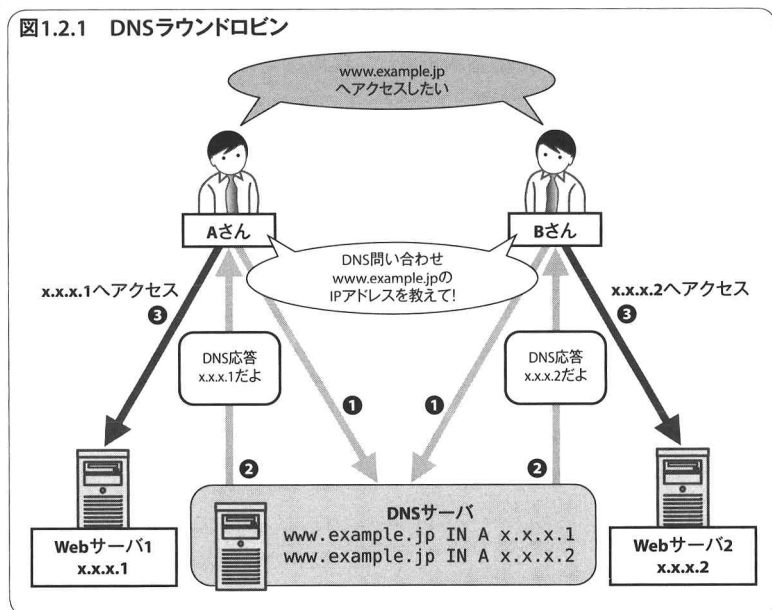 図1.2.1 DNSラウンドロビン
www.example.jp
へアクセスしたい
Aさん
Bさん
DNS問い合わせ
www.example.jpの
IPアドレスを教えて!
x.x.x.1へアクセス
❸
x.x.x.2へアクセス
❸
DNS応答
x.x.x.1だよ
DNS応答
x.x.x.2だよ
❶
❶
❷
❷
DNSサーバ
www.example.jp IN A x.x.x.1
www.example.jp IN A x.x.x.2
Webサーバ1
x.x.x.1
Webサーバ2
x.x.x.2